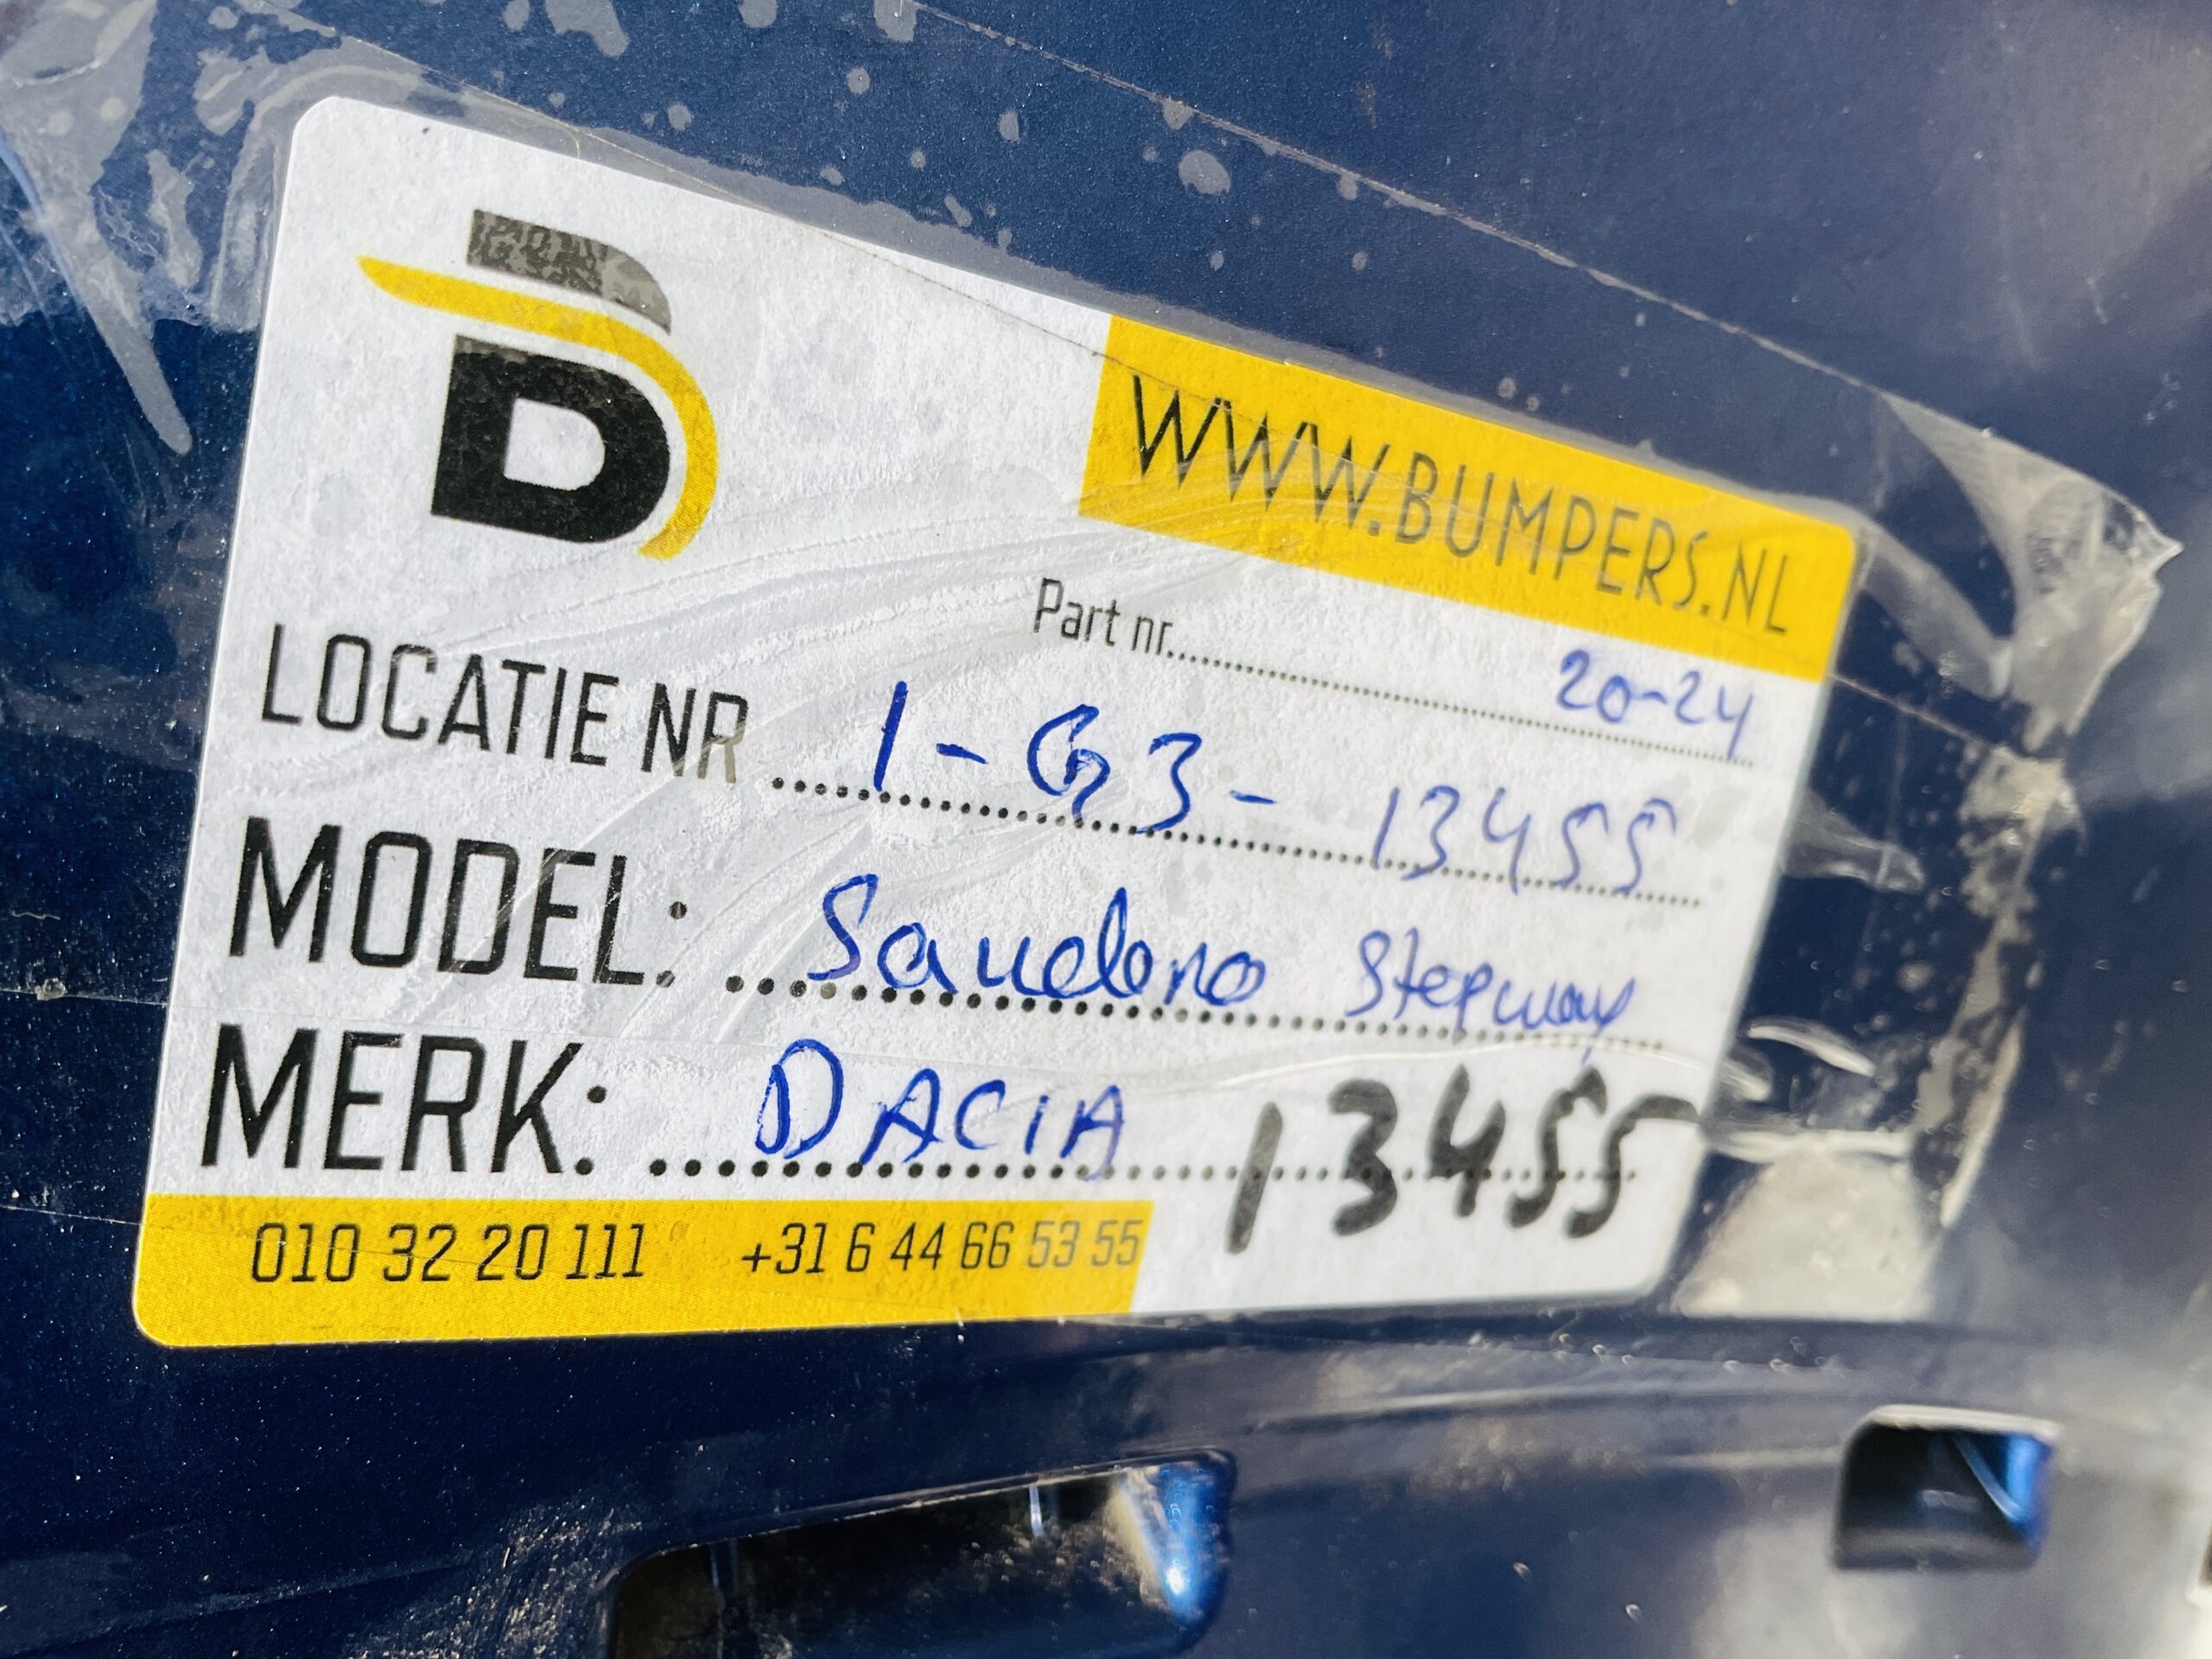 WWW.BUMPERS.NL
Part nr. 20-24
LOCATIE NR 1-G3-13455
MODEL: Sandero Stepway
MERK: DACIA 13455
010 32 20 111 +31 6 44 66 53 55